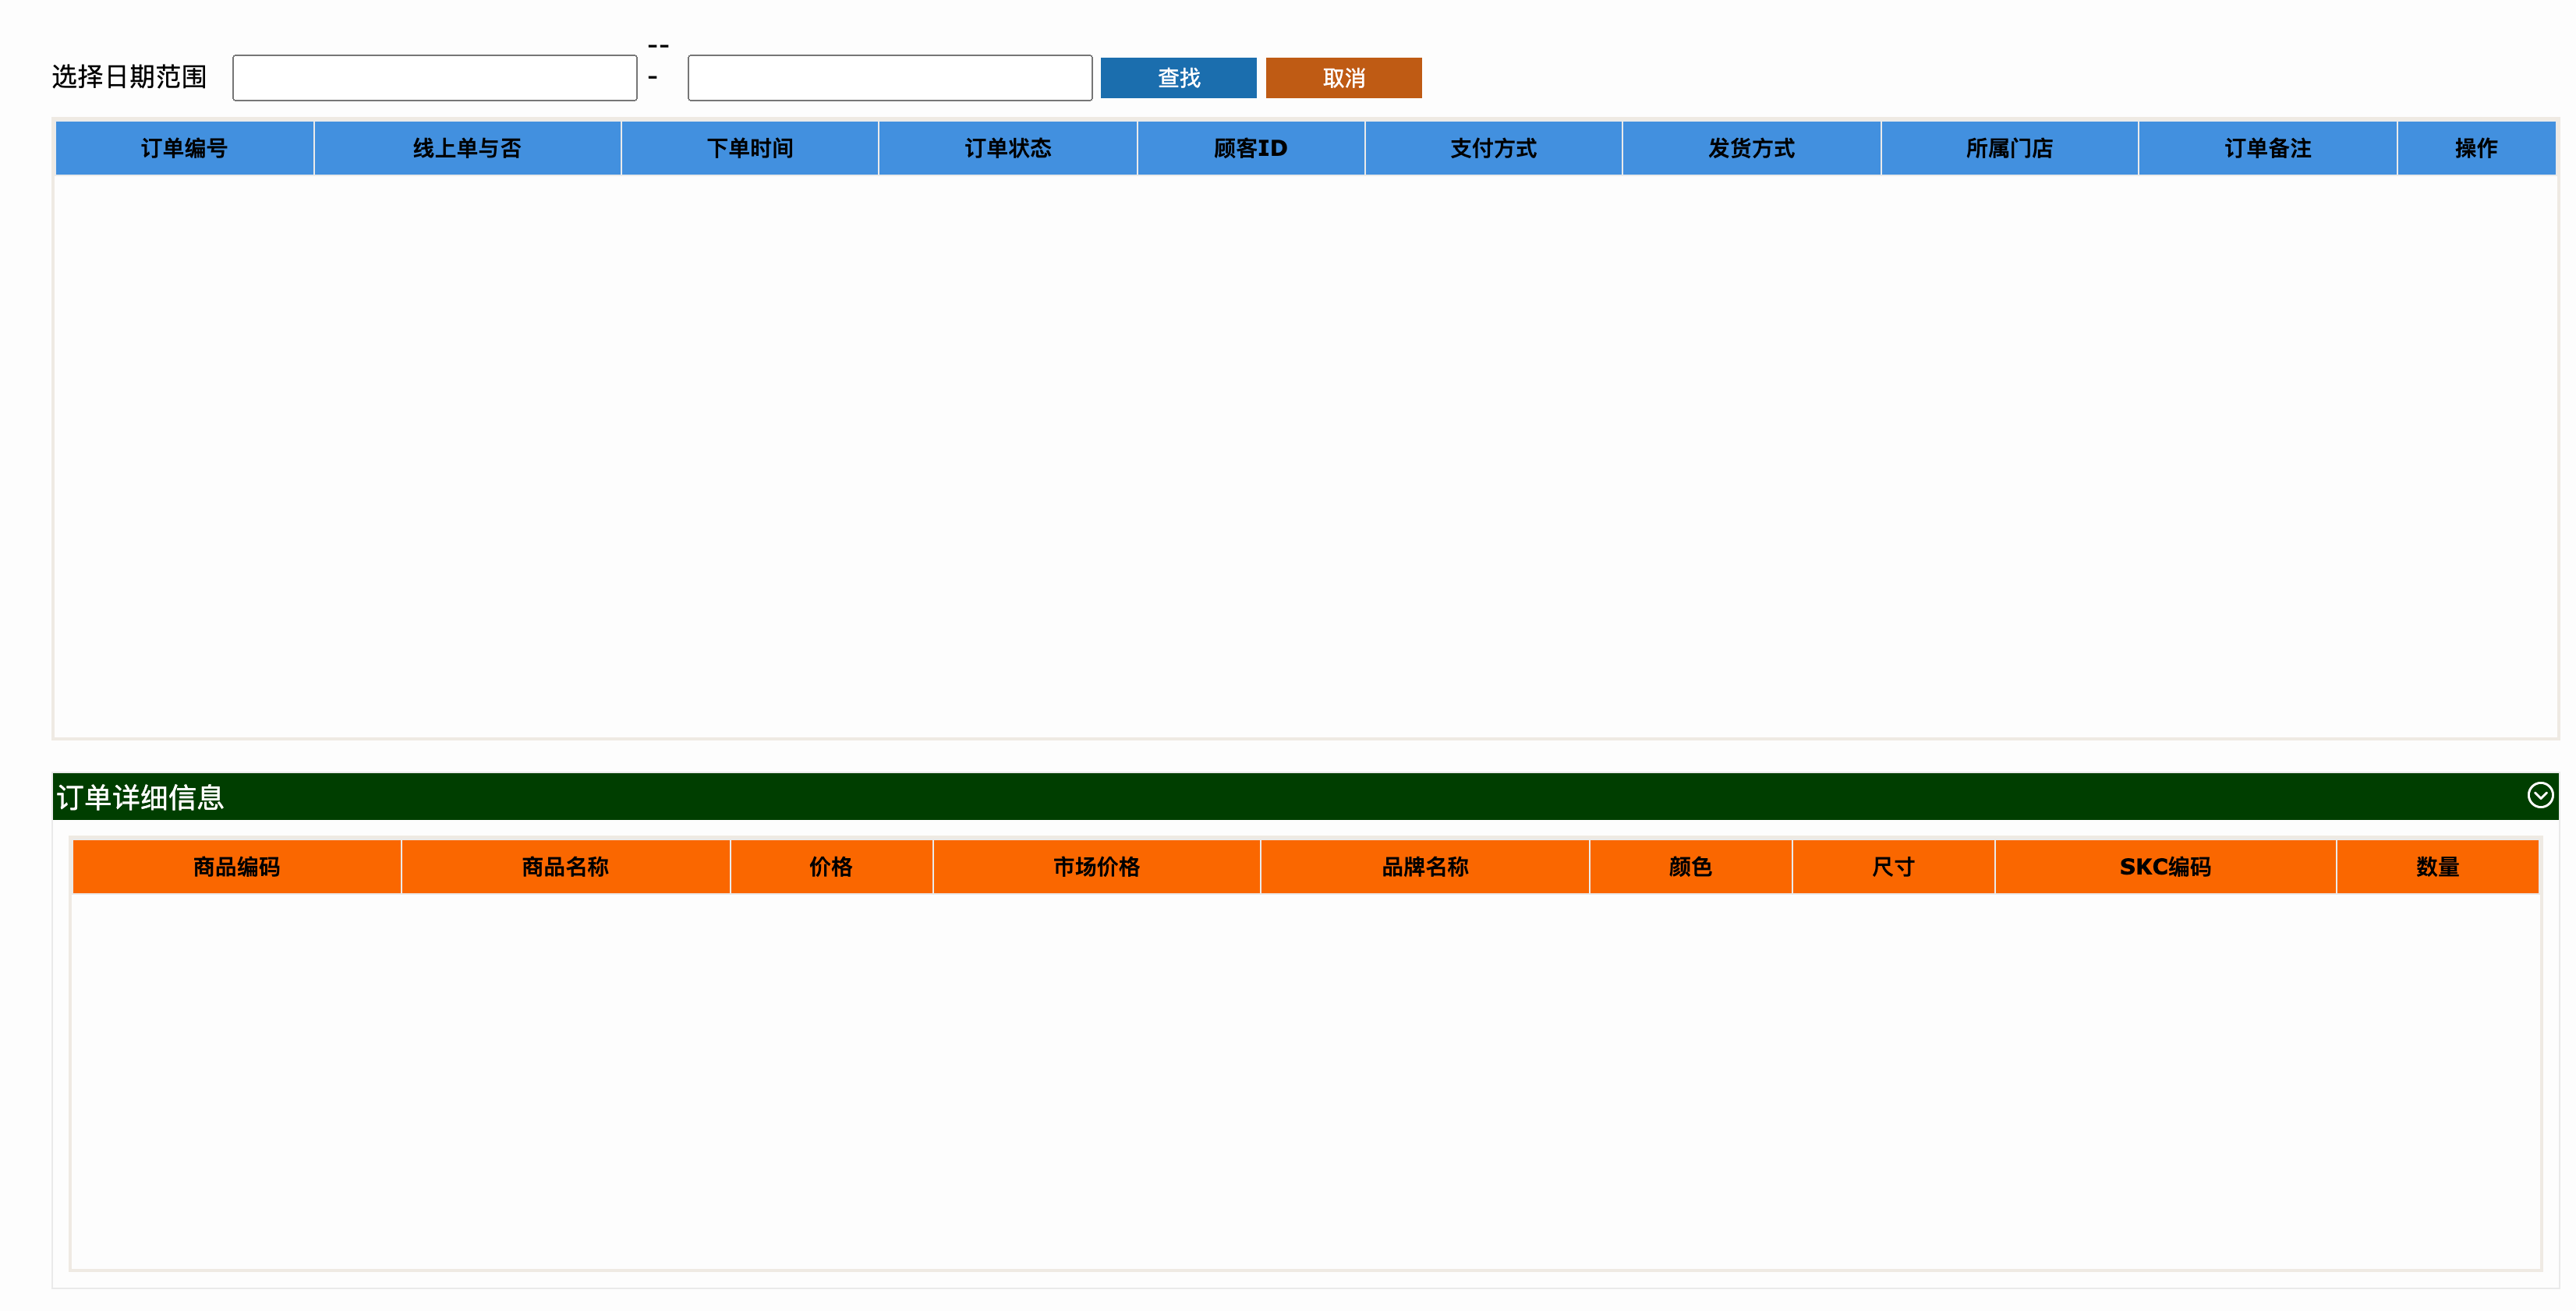 选择日期范围 --- 查找 取消
订单编号 线上单与否 下单时间 订单状态 顾客ID 支付方式 发货方式 所属门店 订单备注 操作
订单详细信息
商品编码 商品名称 价格 市场价格 品牌名称 颜色 尺寸 SKC编码 数量